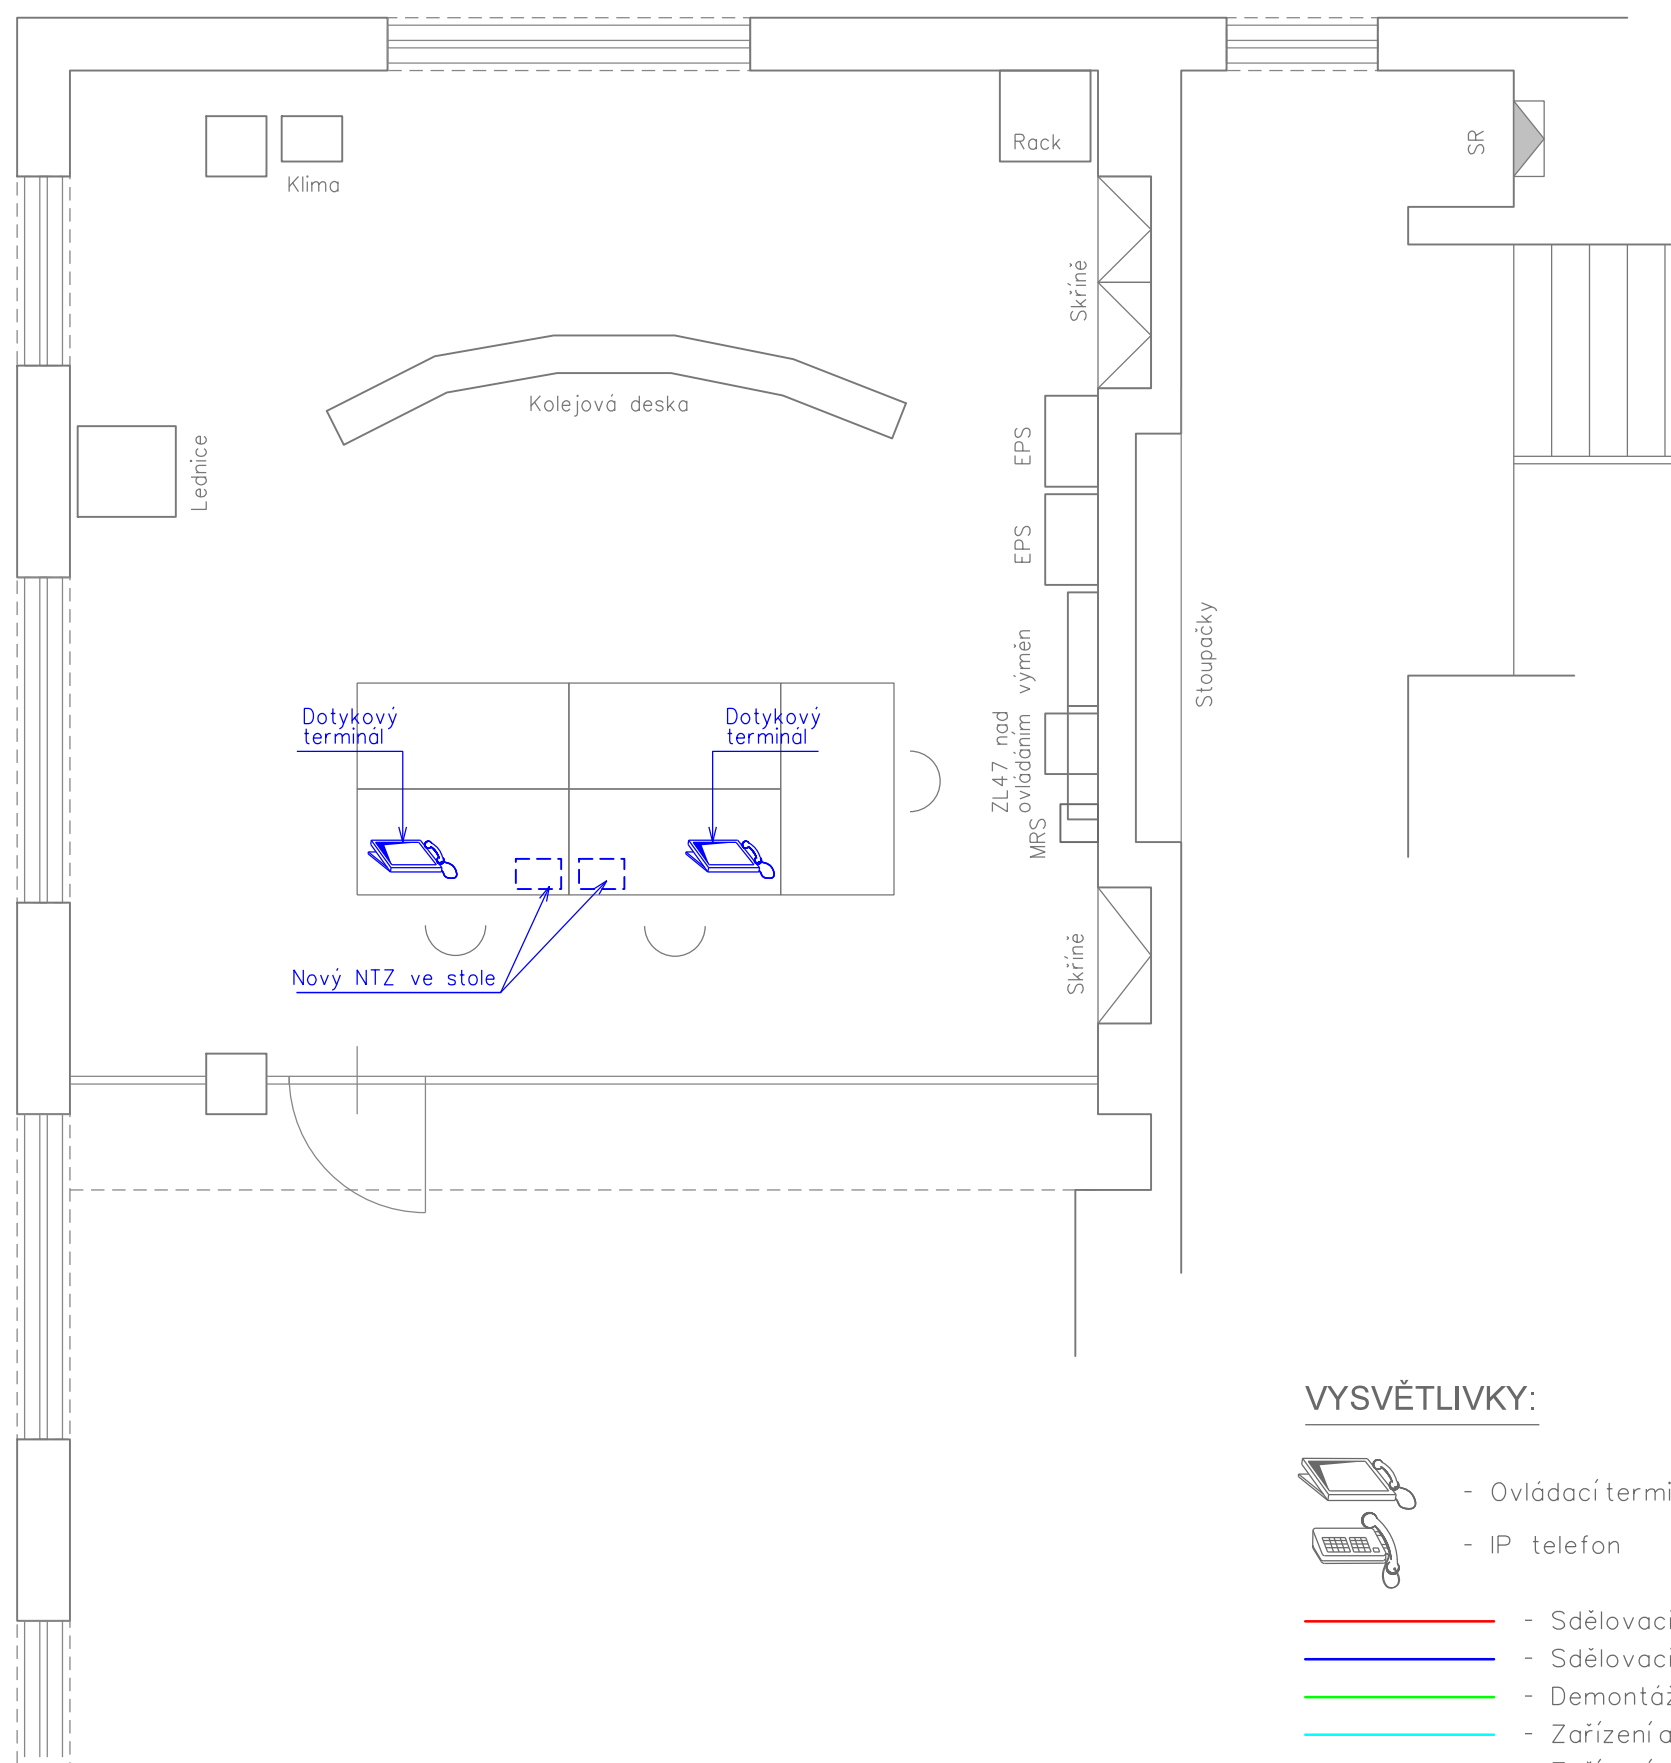 Rack
SR
Klima
Skříně
Kolejová deska
Lednice
EPS
EPS
Stoupačky
Dotykový
terminál
Dotykový
terminál
ZL47 nad
ovládáním výměn
MRS
Skříně
Nový NTZ ve stole
VYSVĚTLIVKY:
- Ovládací termi
- IP telefon
- Sdělovací
- Sdělovací
- Demontáž
- Zařízení a